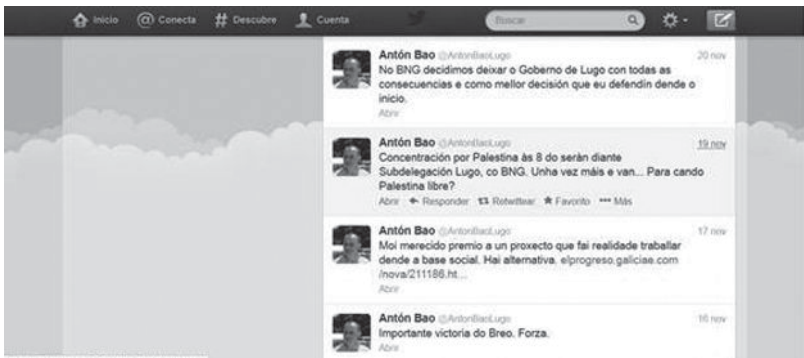 Inicio @ Conecta # Descubre Cuenta Buscar
Antón Bao @AntonBaoLugo 20 nov
No BNG decidimos deixar o Goberno de Lugo con todas as
consecuencias e como mellor decisión que eu defendín dende o
inicio.
Abrir
Antón Bao @AntonBaoLugo 19 nov
Concentración por Palestina ás 8 do serán diante
Subdelegación Lugo, co BNG. Unha vez máis e van... Para cando
Palestina libre?
Abrir Responder Retwittear Favorito Más
Antón Bao @AntonBaoLugo 17 nov
Moi merecido premio a un proxecto que fai realidade traballar
dende a base social. Hai alternativa. elprogreso.galiciae.com
/nova/211186.ht...
Abrir
Antón Bao @AntonBaoLugo 16 nov
Importante victoria do Breo. Forza.
Abrir